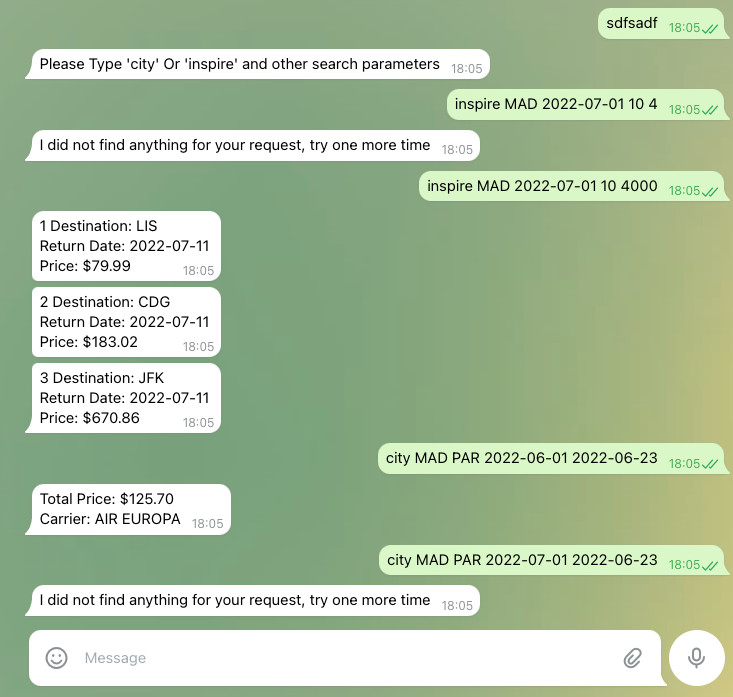 sdfsadf 18:05
Please Type 'city' Or 'inspire' and other search parameters 18:05
inspire MAD 2022-07-01 10 4 18:05
I did not find anything for your request, try one more time 18:05
inspire MAD 2022-07-01 10 4000 18:05
1 Destination: LIS
Return Date: 2022-07-11
Price: $79.99 18:05
2 Destination: CDG
Return Date: 2022-07-11
Price: $183.02 18:05
3 Destination: JFK
Return Date: 2022-07-11
Price: $670.86 18:05
city MAD PAR 2022-06-01 2022-06-23 18:05
Total Price: $125.70
Carrier: AIR EUROPA 18:05
city MAD PAR 2022-07-01 2022-06-23 18:05
I did not find anything for your request, try one more time 18:05
Message